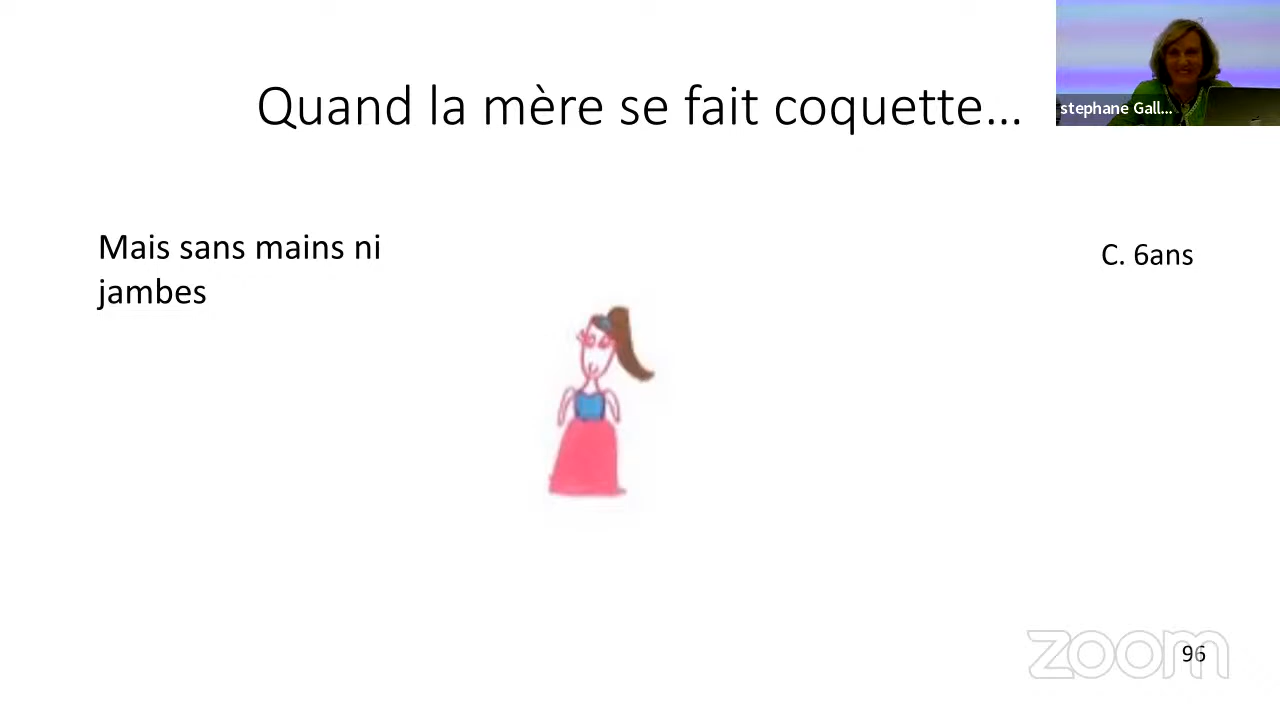 Quand la mère se fait coquette...
stephane Gall...
Mais sans mains ni
jambes
C. 6ans
zoom
96